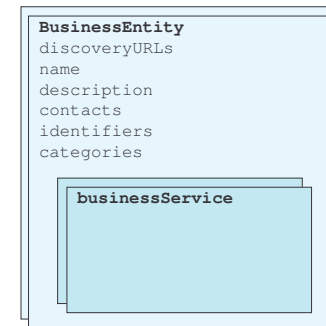 BusinessEntity
discoveryURLs
name
description
contacts
identifiers
categories
businessService